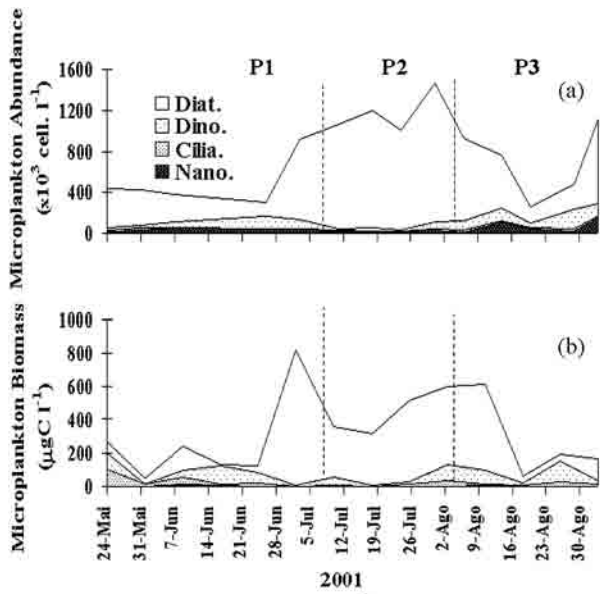 P1 P2 P3
(a)
Microplankton Abundance
(x10³ cell. l⁻¹)
1600
1200
800
400
0
Diat.
Dino.
Cilia.
Nano.
(b)
Microplankton Biomass
(µgC l⁻¹)
1000
800
600
400
200
0
24-Mai 31-Mai 7-Jun 14-Jun 21-Jun 28-Jun 5-Jul 12-Jul 19-Jul 26-Jul 2-Ago 9-Ago 16-Ago 23-Ago 30-Ago
2001